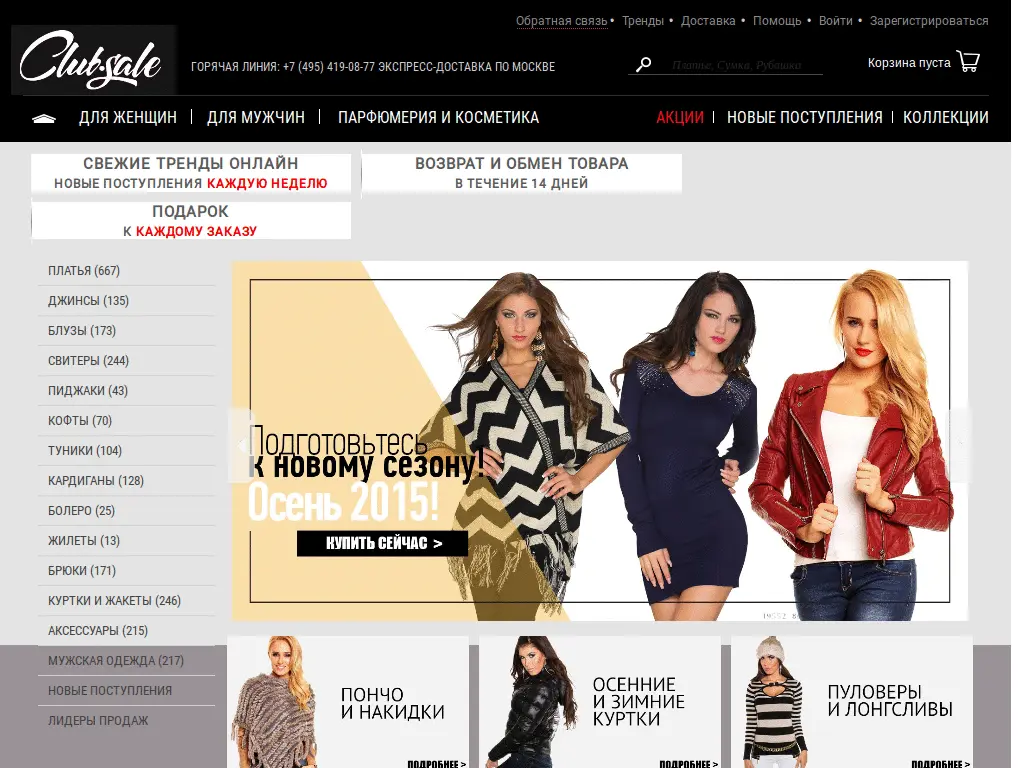 Обратная связь • Тренды • Доставка • Помощь • Войти • Зарегистрироваться
Club-sale
ГОРЯЧАЯ ЛИНИЯ: +7 (495) 419-08-77 ЭКСПРЕСС-ДОСТАВКА ПО МОСКВЕ
Платье, Сумка, Рубашка
Корзина пуста
ДЛЯ ЖЕНЩИН | ДЛЯ МУЖЧИН | ПАРФЮМЕРИЯ И КОСМЕТИКА
АКЦИИ | НОВЫЕ ПОСТУПЛЕНИЯ | КОЛЛЕКЦИИ
СВЕЖИЕ ТРЕНДЫ ОНЛАЙН
НОВЫЕ ПОСТУПЛЕНИЯ КАЖДУЮ НЕДЕЛЮ
ВОЗВРАТ И ОБМЕН ТОВАРА
В ТЕЧЕНИЕ 14 ДНЕЙ
ПОДАРОК
К КАЖДОМУ ЗАКАЗУ
ПЛАТЬЯ (667)
ДЖИНСЫ (135)
БЛУЗЫ (173)
СВИТЕРЫ (244)
ПИДЖАКИ (43)
КОФТЫ (70)
ТУНИКИ (104)
КАРДИГАНЫ (128)
БОЛЕРО (25)
ЖИЛЕТЫ (13)
БРЮКИ (171)
КУРТКИ И ЖАКЕТЫ (246)
АКСЕССУАРЫ (215)
МУЖСКАЯ ОДЕЖДА (217)
НОВЫЕ ПОСТУПЛЕНИЯ
ЛИДЕРЫ ПРОДАЖ
Подготовьтесь
к новому сезону!
Осень 2015!
КУПИТЬ СЕЙЧАС >
ПОНЧО
И НАКИДКИ
ПОДРОБНЕЕ >
ОСЕННИЕ
И ЗИМНИЕ
КУРТКИ
ПОДРОБНЕЕ >
ПУЛОВЕРЫ
И ЛОНГСЛИВЫ
ПОДРОБНЕЕ >